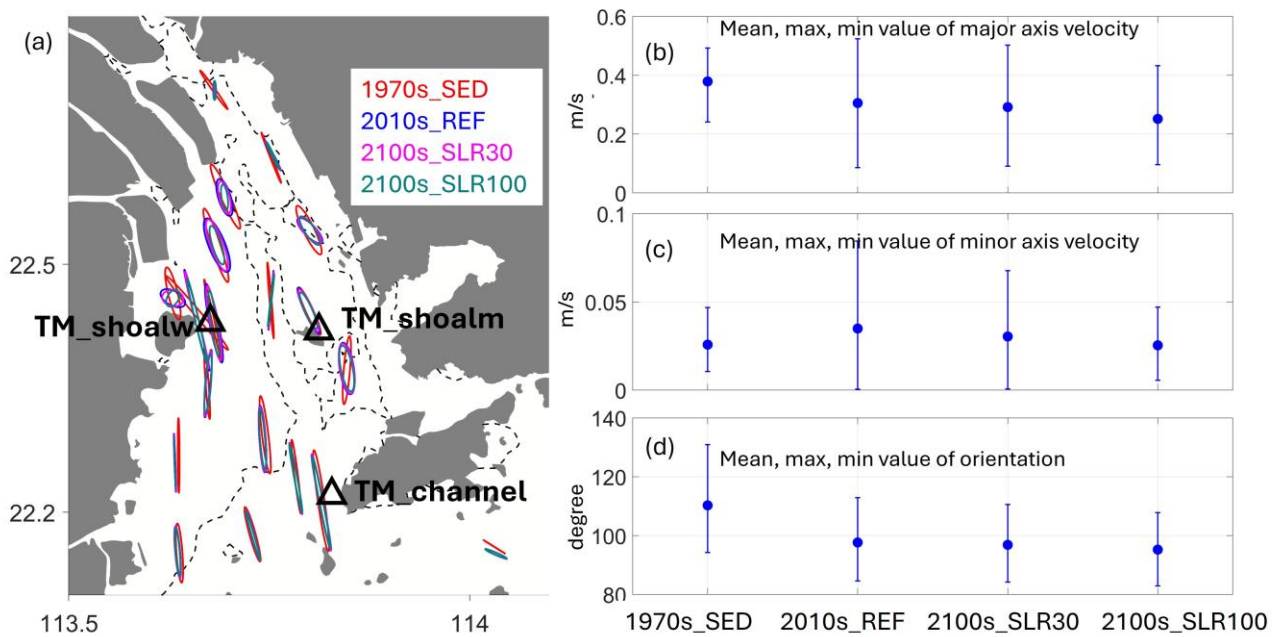 (a)
1970s_SED
2010s_REF
2100s_SLR30
2100s_SLR100
22.5
TM_shoalw
TM_shoalm
TM_channel
22.2
113.5
114
(b)
Mean, max, min value of major axis velocity
m/s
0.6
0.4
0.2
0
(c)
Mean, max, min value of minor axis velocity
m/s
0.1
0.05
0
(d)
Mean, max, min value of orientation
degree
140
120
100
80
1970s_SED
2010s_REF
2100s_SLR30
2100s_SLR100